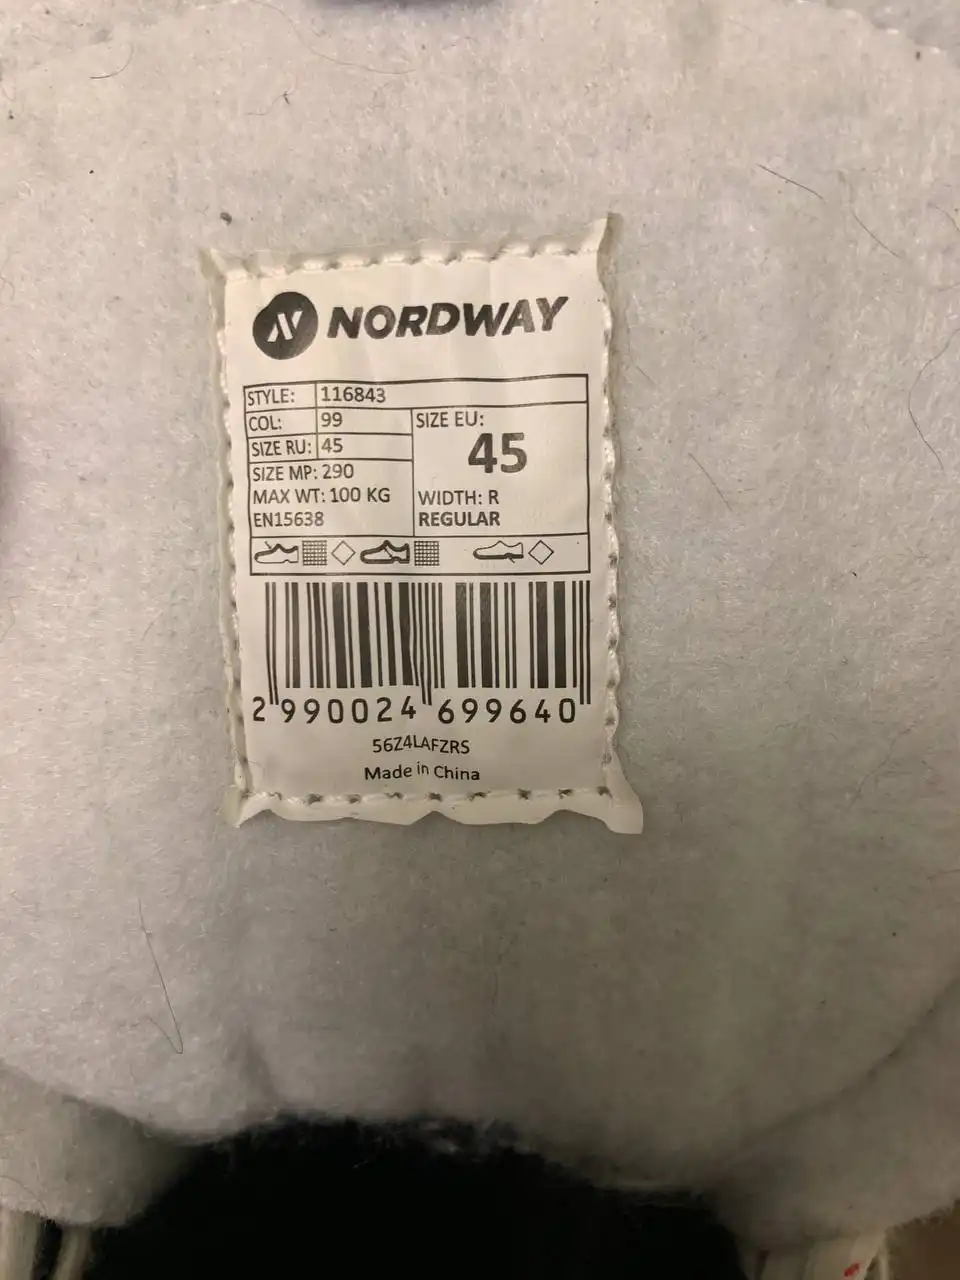 NORDWAY
STYLE: 116843
COL: 99
SIZE RU: 45
SIZE MP: 290
MAX WT: 100 KG
EN15638
SIZE EU:
45
WIDTH: R
REGULAR
2 990024 699640
56Z4LAFZRS
Made in China